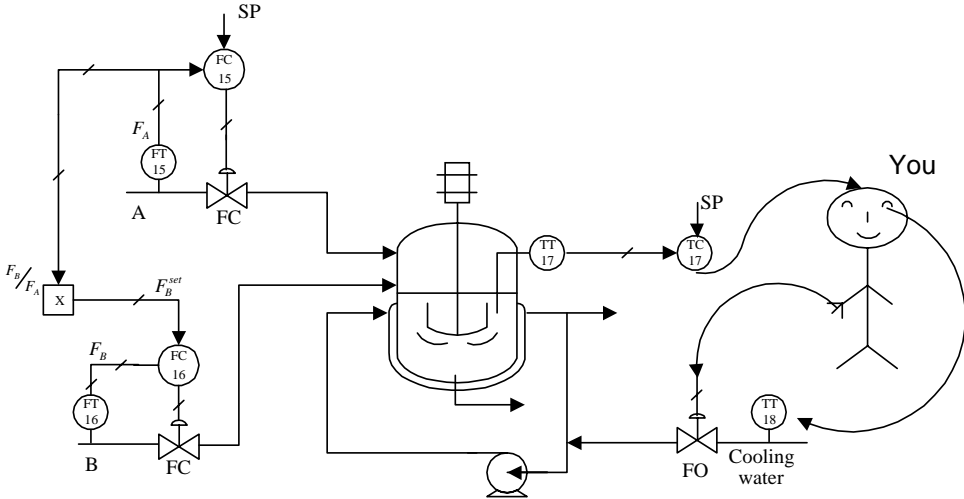 SP
FC
15
F_A
FT
15
A
FC
You
SP
TT
17
TC
17
F_B/F_A
X
F_B^set
F_B
FC
16
FT
16
B
FC
TT
18
FO
Cooling
water